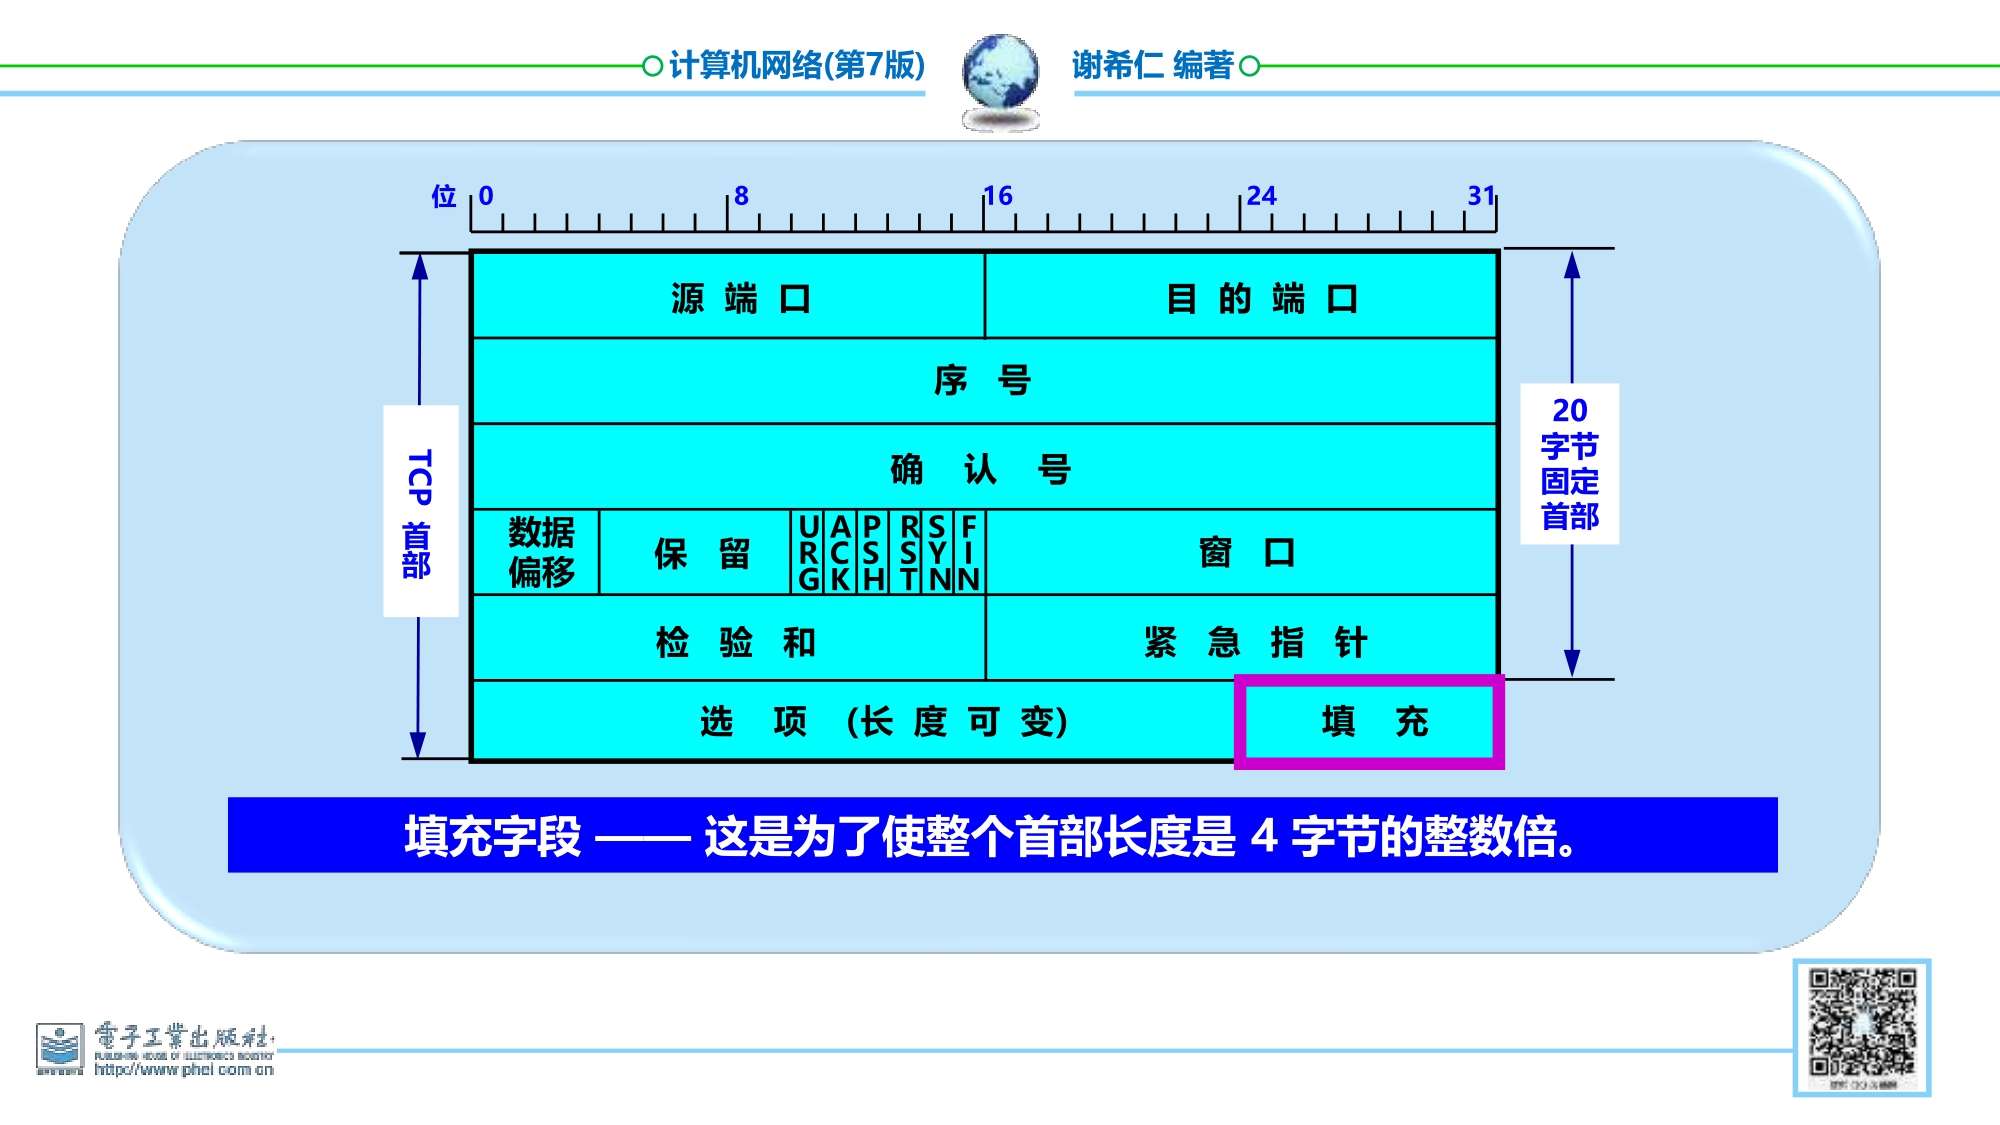 计算机网络(第7版)
谢希仁 编著
位 0 8 16 24 31
源 端 口 目 的 端 口
序 号
确 认 号
数据
偏移
保 留
URG ACK PSH RST SYN FIN
窗 口
检 验 和 紧 急 指 针
选 项 (长 度 可 变) 填 充
TCP 首部
20
字节
固定
首部
填充字段 —— 这是为了使整个首部长度是 4 字节的整数倍。
電子工業出版社
PUBLISHING HOUSE OF ELECTRONICS INDUSTRY
http://www.phei.com.cn